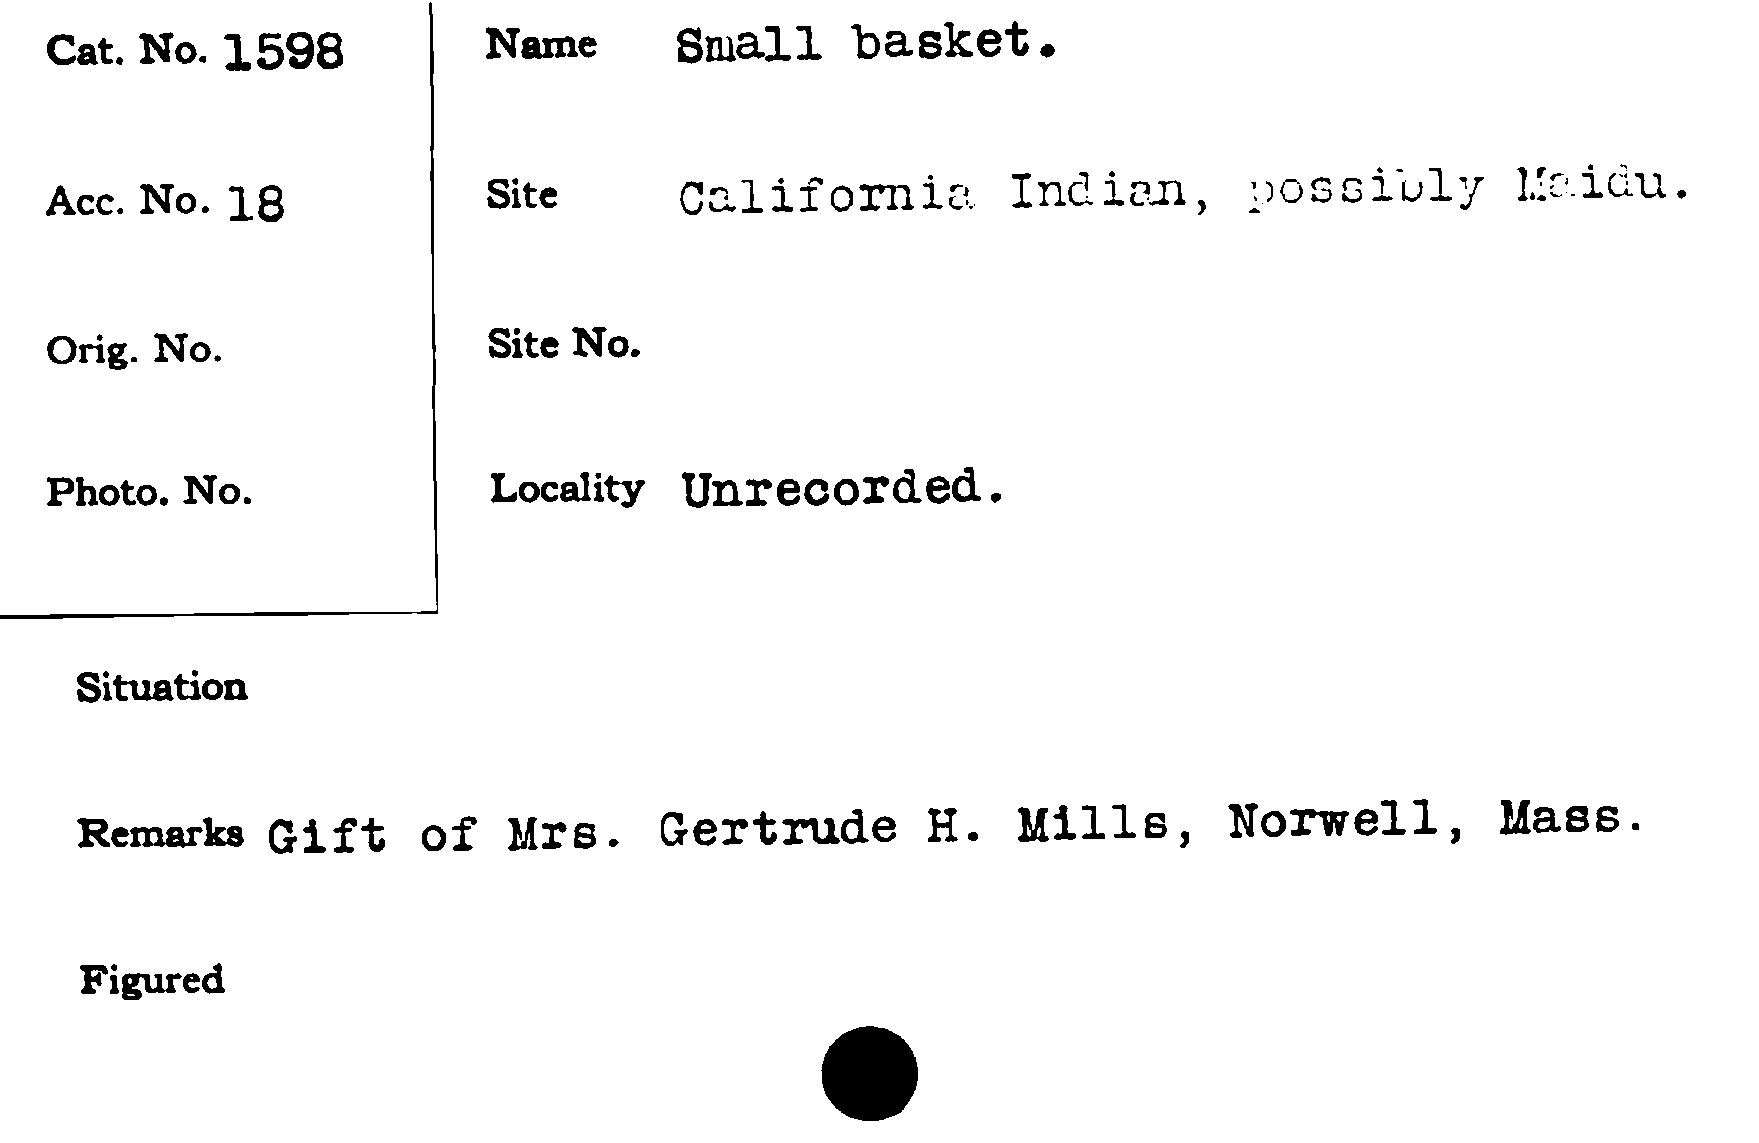 Cat. No. 1598
Name Small basket.
Acc. No. 18
Site California Indian, possibly Maidu.
Orig. No.
Site No.
Photo. No.
Locality Unrecorded.
Situation
Remarks Gift of Mrs. Gertrude H. Mills, Norwell, Mass.
Figured